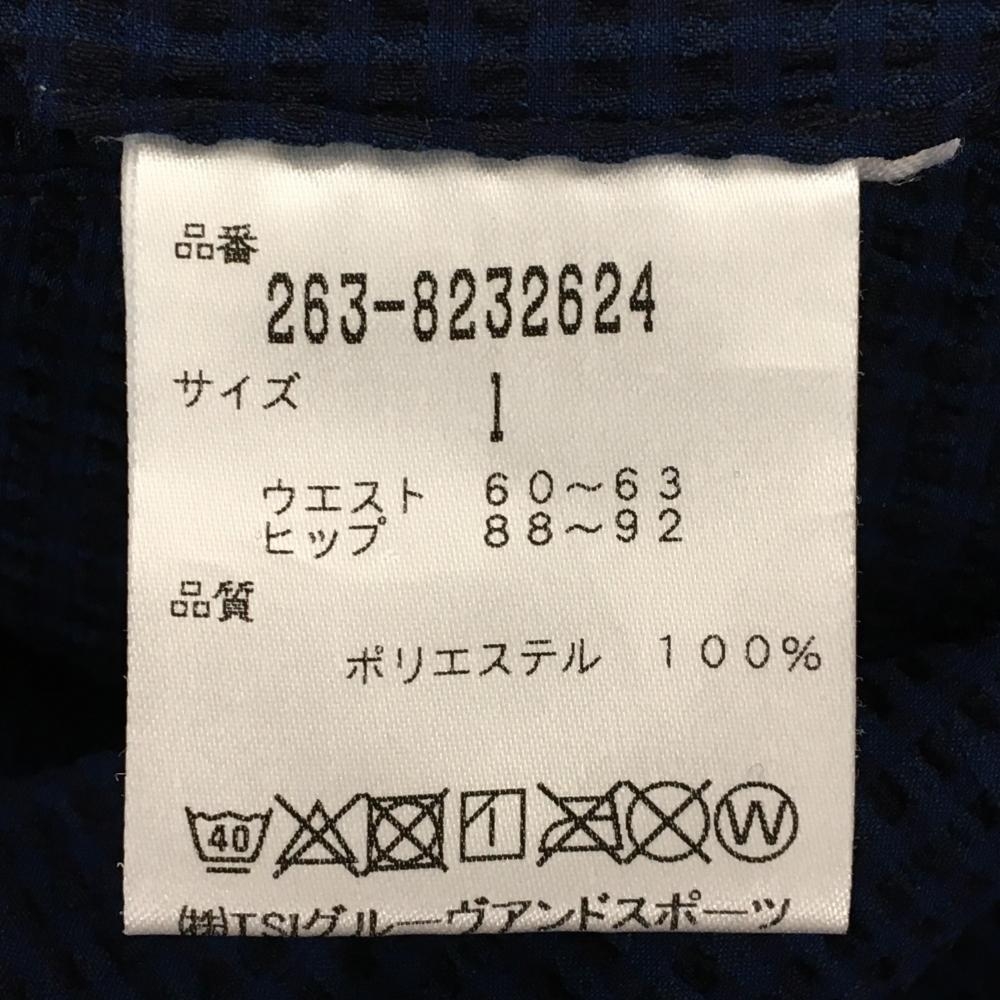 品番
263-8232624
サイズ 1
ウエスト 60～63
ヒップ 88～92
品質
ポリエステル 100%
40 W
㈱TSIグルーヴアンドスポーツ